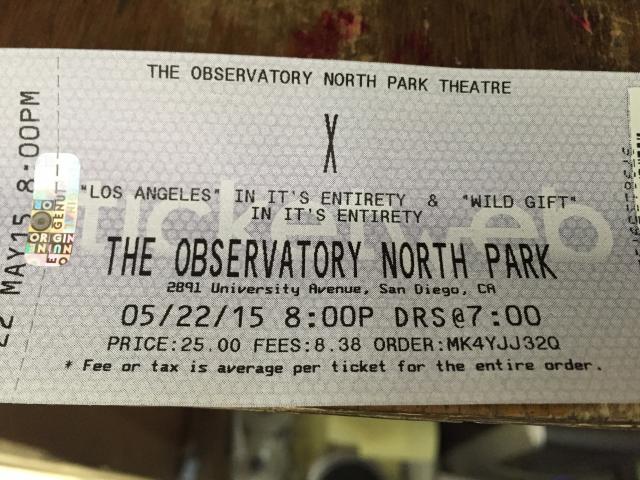 THE OBSERVATORY NORTH PARK THEATRE
X
"LOS ANGELES" IN IT'S ENTIRETY & "WILD GIFT"
IN IT'S ENTIRETY
THE OBSERVATORY NORTH PARK
2891 University Avenue, San Diego, CA
05/22/15 8:00P DRS@7:00
PRICE:25.00 FEES:8.38 ORDER:MK4YJJ32Q
* Fee or tax is average per ticket for the entire order.
22 MAY15 8:00PM
ticketweb